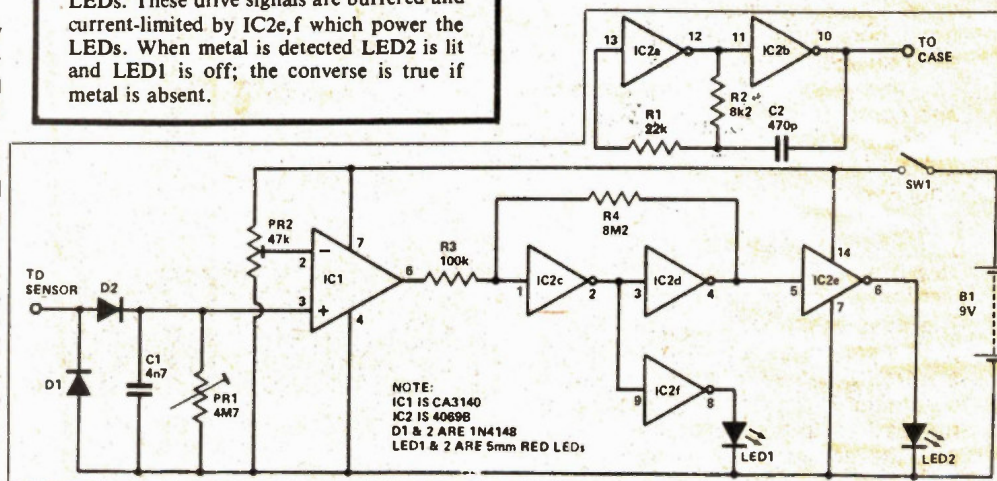 LEDs. These drive signals are buffered and
current-limited by IC2e,f which power the
LEDs. When metal is detected LED2 is lit
and LED1 is off; the converse is true if
metal is absent.
13
IC2a
12
11
IC2b
10
TO
CASE
R2
8k2
R1
22k
C2
470p
SW1
PR2
47k
R4
8M2
7
2
IC1
6
R3
100k
1
IC2c
2
3
IC2d
4
14
5
IC2e
6
7
B1
9V
TO
SENSOR
D2
3
+
4
D1
C1
4n7
PR1
4M7
9
IC2f
8
NOTE:
IC1 IS CA3140
IC2 IS 4069B
D1 & 2 ARE 1N4148
LED1 & 2 ARE 5mm RED LEDs
LED1
LED2